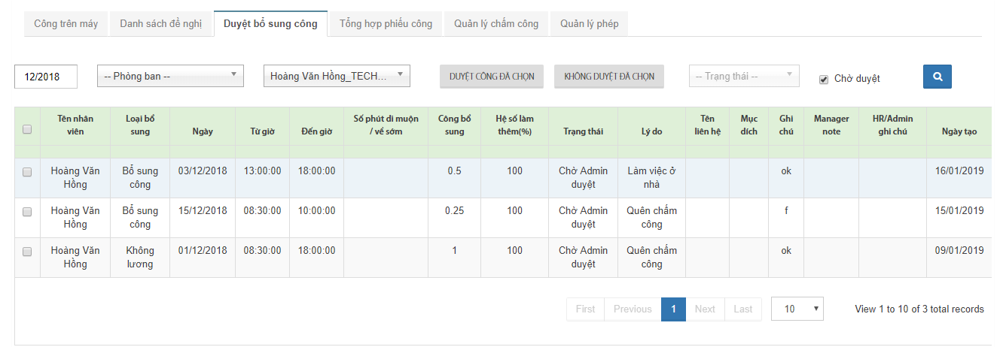 Công trên máy Danh sách đề nghị Duyệt bổ sung công Tổng hợp phiếu công Quản lý chấm công Quản lý phép
12/2018 -- Phòng ban -- Hoàng Văn Hồng_TECH... DUYỆT CÔNG ĐÃ CHỌN KHÔNG DUYỆT ĐÃ CHỌN -- Trạng thái -- Chờ duyệt
Tên nhân Loại bổ Số phút di muộn Công bổ Hệ số làm Tên Mục Ghi Manager HR/Admin
viên sung Ngày Từ giờ Đến giờ / về sớm sung thêm(%) Trạng thái Lý do liên hệ dích chú note ghi chú Ngày tạo
Hoàng Văn Bổ sung 03/12/2018 13:00:00 18:00:00 0.5 100 Chờ Admin Làm việc ở ok 16/01/2019
Hồng công duyệt nhà
Hoàng Văn Bổ sung 15/12/2018 08:30:00 10:00:00 0.25 100 Chờ Admin Quên chấm f 15/01/2019
Hồng công duyệt công
Hoàng Văn Không 01/12/2018 08:30:00 18:00:00 1 100 Chờ Admin Quên chấm ok 09/01/2019
Hồng lương duyệt công
First Previous 1 Next Last 10 View 1 to 10 of 3 total records